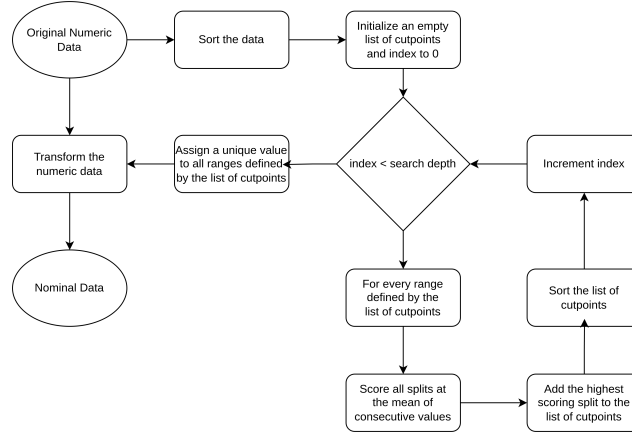 Original Numeric
Data
Sort the data
Initialize an empty
list of cutpoints
and index to 0
Transform the
numeric data
Assign a unique value
to all ranges defined
by the list of cutpoints
index < search depth
Increment index
Nominal Data
For every range
defined by the
list of cutpoints
Sort the list of
cutpoints
Score all splits at
the mean of
consecutive values
Add the highest
scoring split to the
list of cutpoints